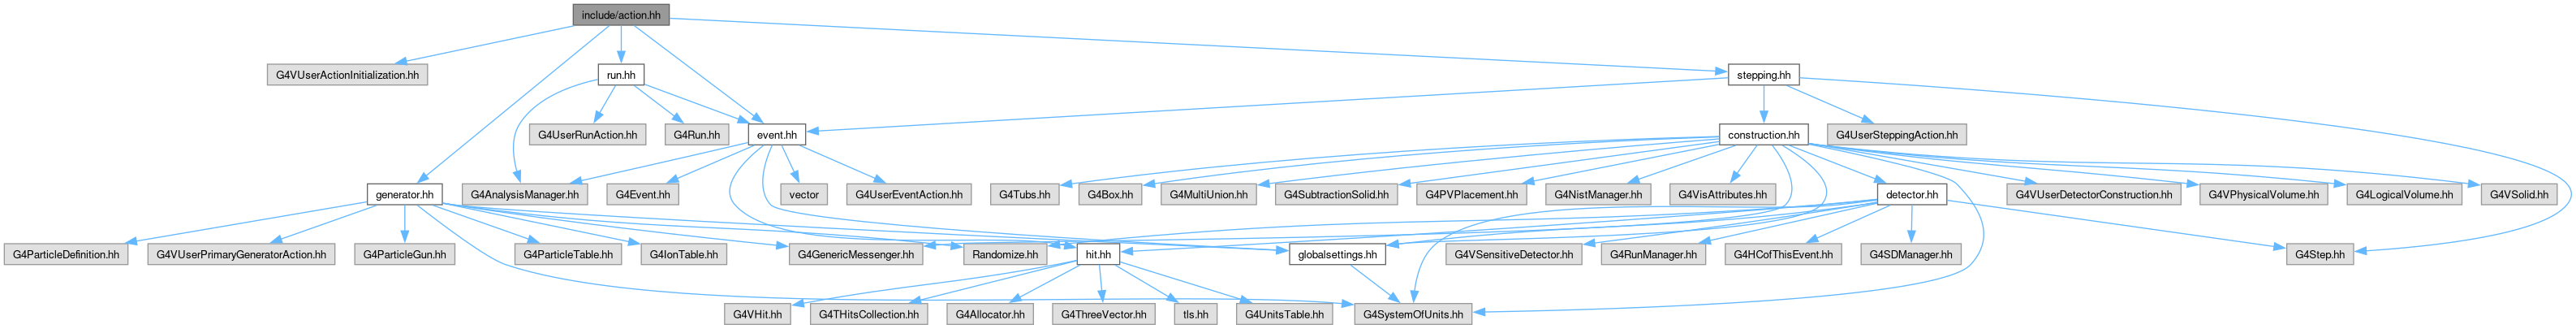 include/action.hh
G4VUserActionInitialization.hh
run.hh
stepping.hh
G4UserRunAction.hh
G4Run.hh
event.hh
construction.hh
G4UserSteppingAction.hh
generator.hh
G4AnalysisManager.hh
G4Event.hh
vector
G4UserEventAction.hh
G4Tubs.hh
G4Box.hh
G4MultiUnion.hh
G4SubtractionSolid.hh
G4PVPlacement.hh
G4NistManager.hh
G4VisAttributes.hh
detector.hh
G4VUserDetectorConstruction.hh
G4VPhysicalVolume.hh
G4LogicalVolume.hh
G4VSolid.hh
G4ParticleDefinition.hh
G4VUserPrimaryGeneratorAction.hh
G4ParticleGun.hh
G4ParticleTable.hh
G4IonTable.hh
G4GenericMessenger.hh
Randomize.hh
hit.hh
globalsettings.hh
G4VSensitiveDetector.hh
G4RunManager.hh
G4HCofThisEvent.hh
G4SDManager.hh
G4Step.hh
G4VHit.hh
G4THitsCollection.hh
G4Allocator.hh
G4ThreeVector.hh
tls.hh
G4UnitsTable.hh
G4SystemOfUnits.hh